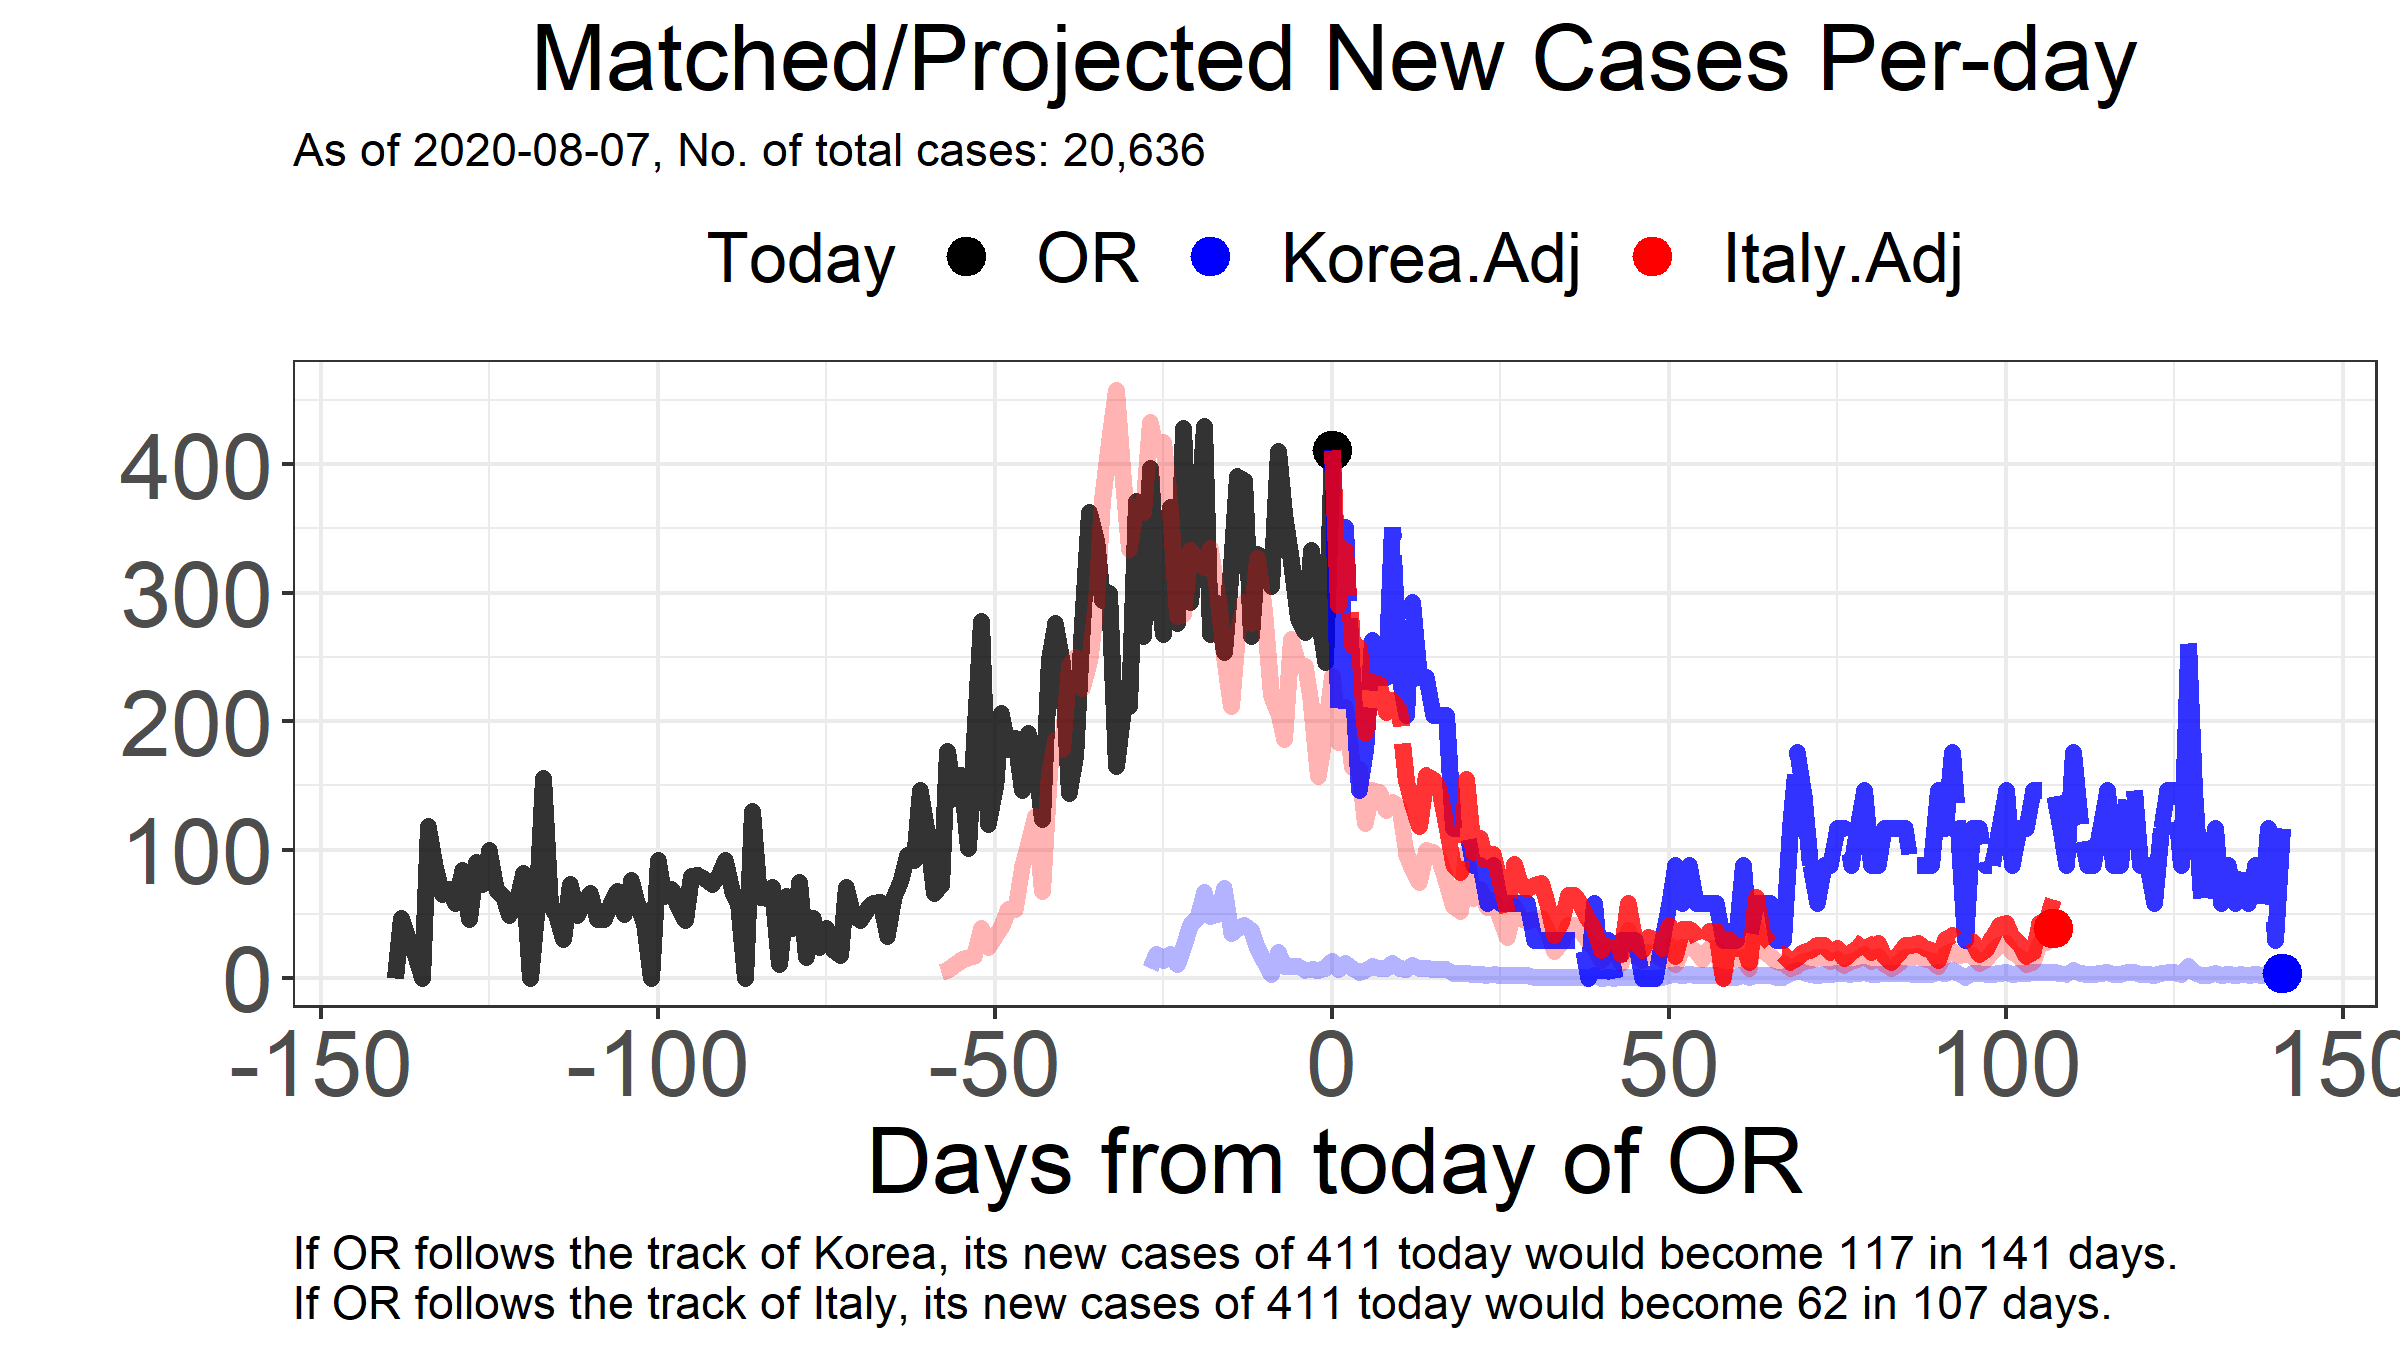 Matched/Projected New Cases Per-day
As of 2020-08-07, No. of total cases: 20,636
Today OR Korea.Adj Italy.Adj
400
300
200
100
0
-150 -100 -50 0 50 100 150
Days from today of OR
If OR follows the track of Korea, its new cases of 411 today would become 117 in 141 days.
If OR follows the track of Italy, its new cases of 411 today would become 62 in 107 days.